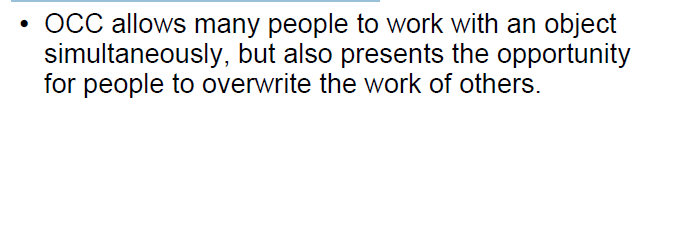 • OCC allows many people to work with an object
simultaneously, but also presents the opportunity
for people to overwrite the work of others.